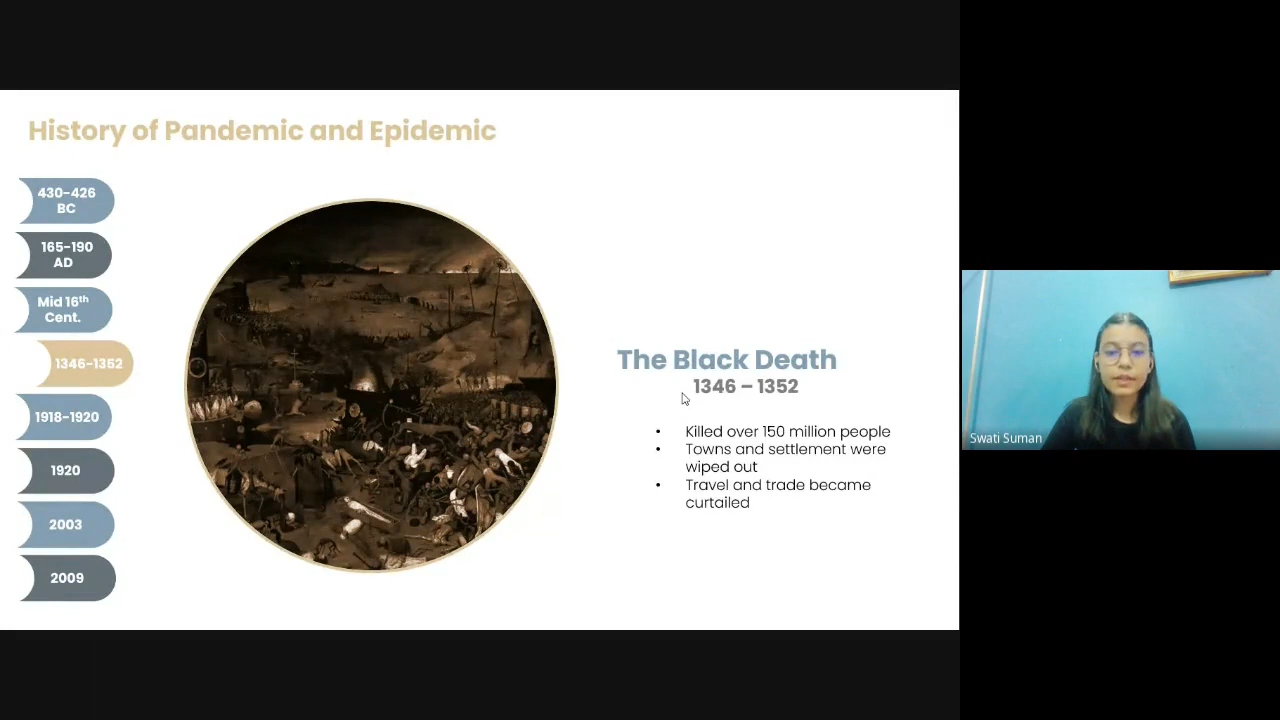 History of Pandemic and Epidemic
430-426
BC
165-190
AD
Mid 16th
Cent.
1346-1352
1918-1920
1920
2003
2009
The Black Death
1346 – 1352
• Killed over 150 million people
• Towns and settlement were
wiped out
• Travel and trade became
curtailed
Swati Suman